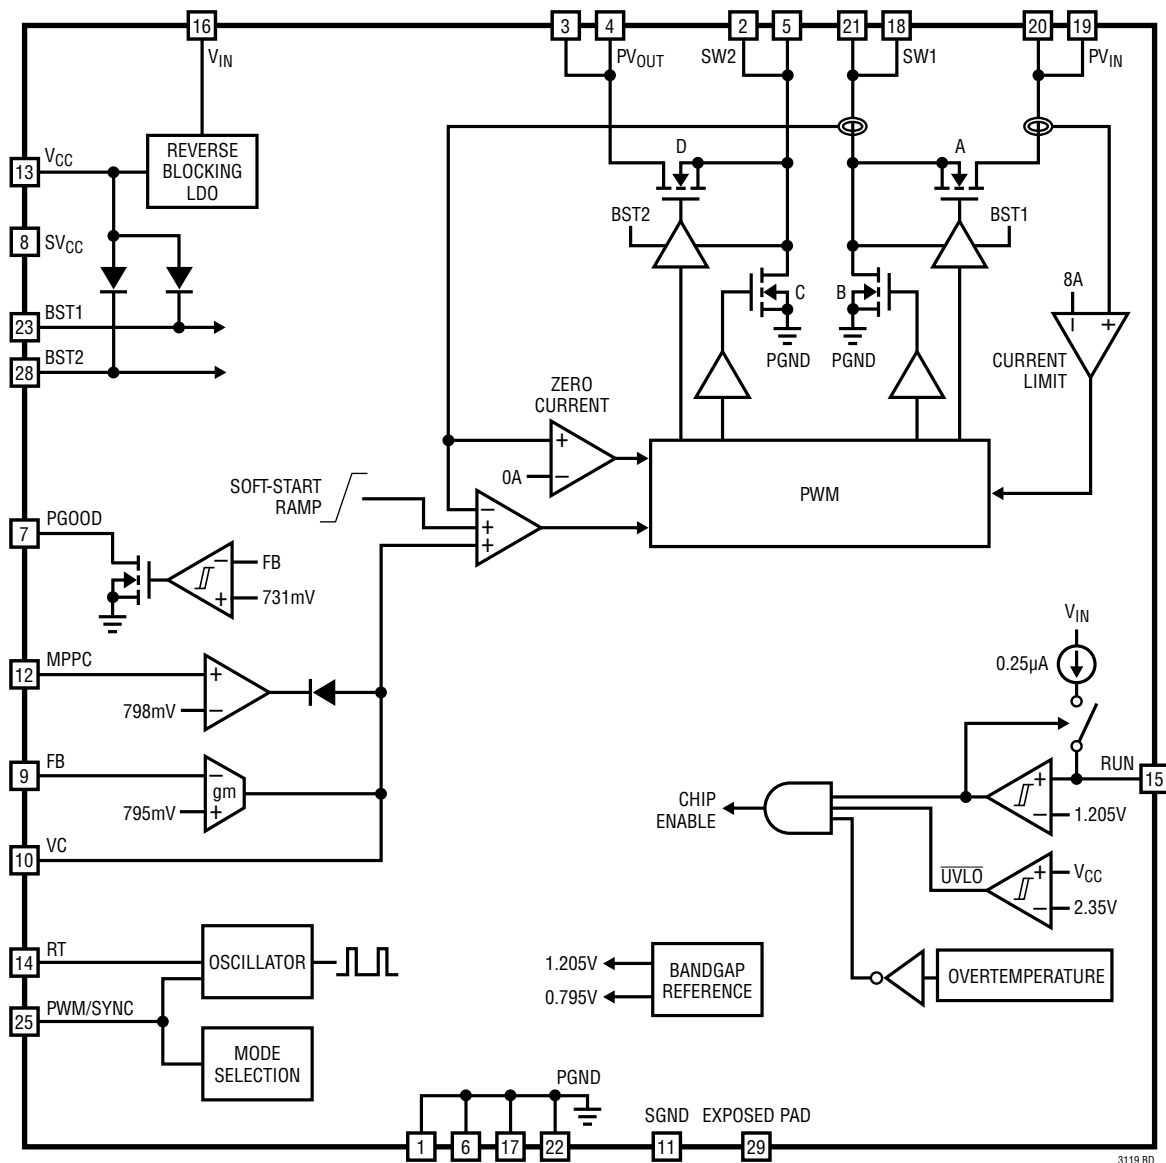 16
3
4
2
5
21
18
20
19
VIN
PVOUT
SW2
SW1
PVIN
REVERSE
BLOCKING
LDO
13
VCC
D
A
8
SVCC
BST2
BST1
C
B
8A
23
BST1
28
BST2
PGND
PGND
– +
CURRENT
LIMIT
ZERO
CURRENT
+
0A
–
SOFT-START
RAMP
–
+
+
PWM
7
PGOOD
–
FB
+
731mV
VIN
0.25µA
12
MPPC
+
798mV
–
9
FB
–
gm
795mV
+
10
VC
RUN
15
+
–
1.205V
CHIP
ENABLE
UVLO
+
VCC
–
2.35V
14
RT
OSCILLATOR
25
PWM/SYNC
MODE
SELECTION
1.205V
0.795V
BANDGAP
REFERENCE
OVERTEMPERATURE
PGND
SGND
EXPOSED PAD
1
6
17
22
11
29
3119 BD